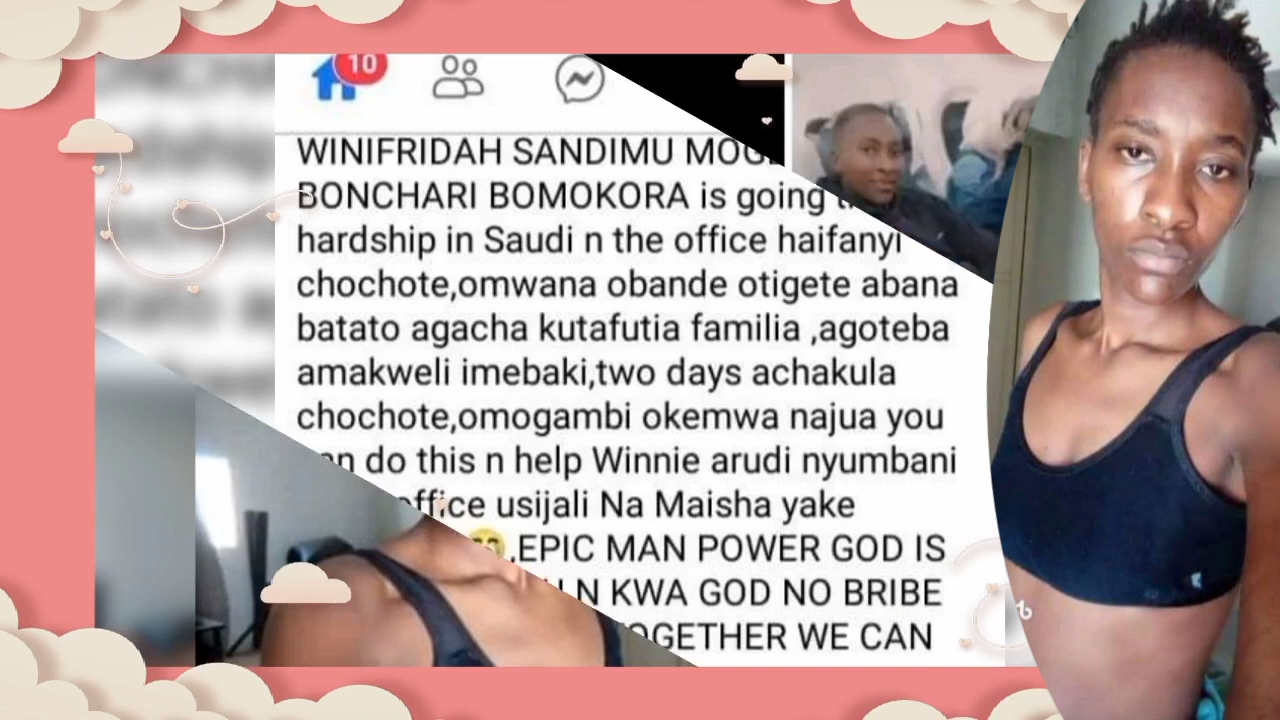 10
WINIFRIDAH SANDIMU
BONCHARI BOMOKORA is going
hardship in Saudi n the office haifanyi
chochote,omwana obande otigete abana
batato agacha kutafutia familia ,agoteba
amakweli imebaki,two days achakula
chochote,omogambi okemwa najua you
do this n help Winnie arudi nyumbani
office usijali Na Maisha yake
,EPIC MAN POWER GOD IS
N KWA GOD NO BRIBE
TOGETHER WE CAN